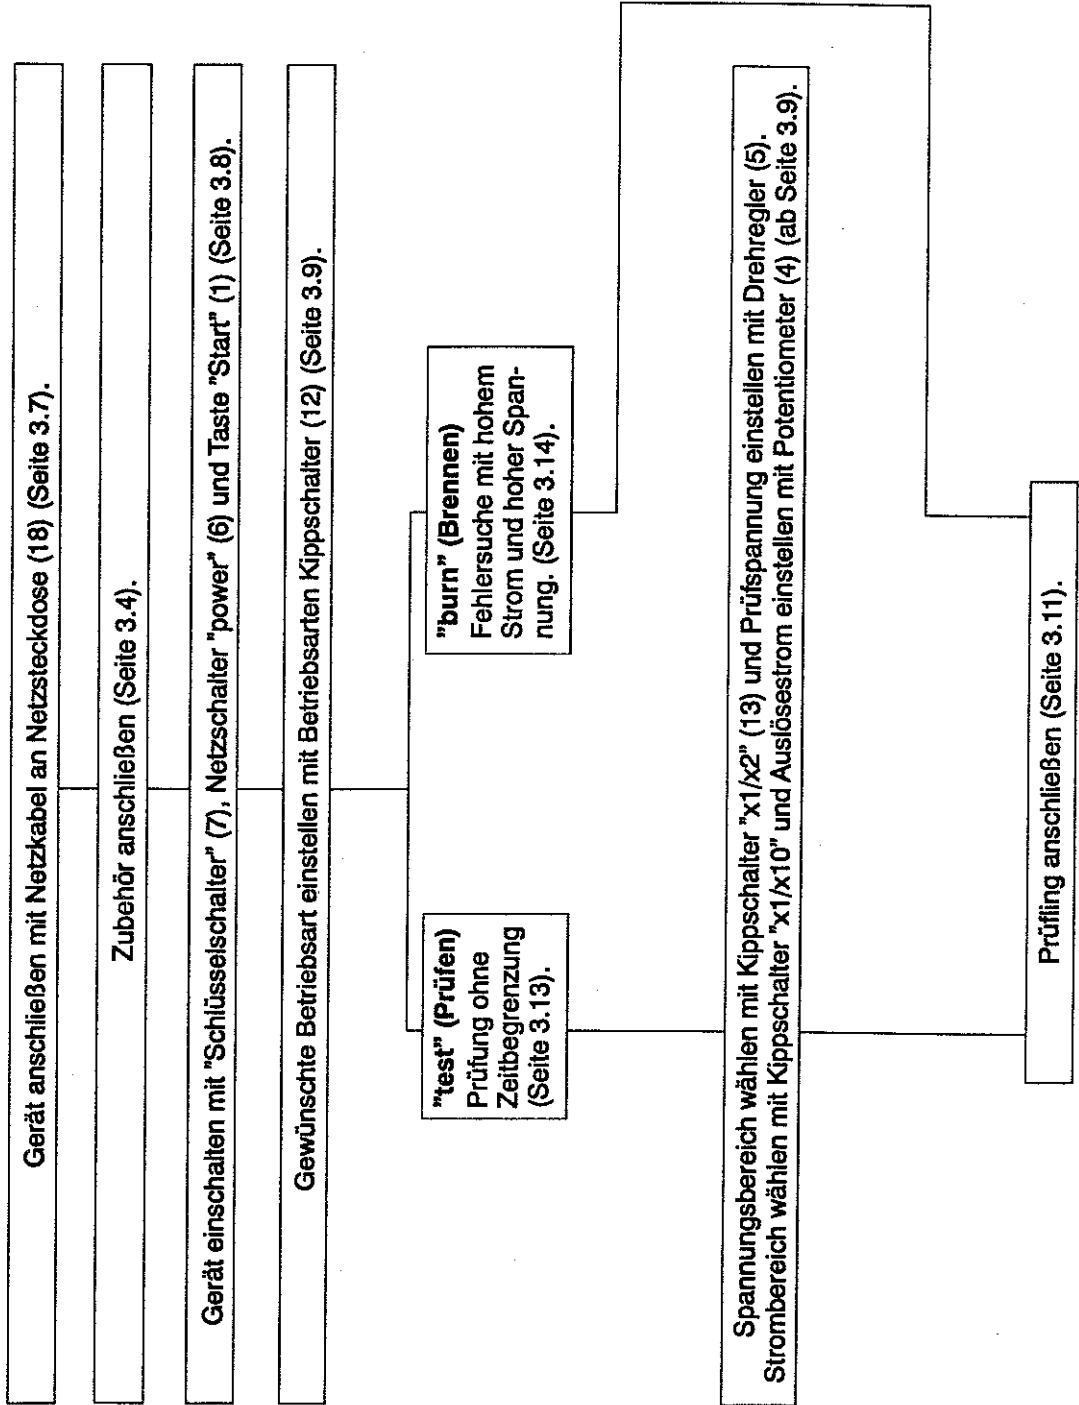 Gerät anschließen mit Netzkabel an Netzsteckdose (18) (Seite 3.7).
Zubehör anschließen (Seite 3.4).
Gerät einschalten mit "Schlüsselschalter" (7), Netzschalter "power" (6) und Taste "Start" (1) (Seite 3.8).
Gewünschte Betriebsart einstellen mit Betriebsarten Kippschalter (12) (Seite 3.9).
"test" (Prüfen)
Prüfung ohne
Zeitbegrenzung
(Seite 3.13).
"burn" (Brennen)
Fehlersuche mit hohem
Strom und hoher Span-
nung. (Seite 3.14).
Spannungsbereich wählen mit Kippschalter "x1/x2" (13) und Prüfspannung einstellen mit Drehregler (5).
Strombereich wählen mit Kippschalter "x1/x10" und Auslösestrom einstellen mit Potentiometer (4) (ab Seite 3.9).
Prüfling anschließen (Seite 3.11).